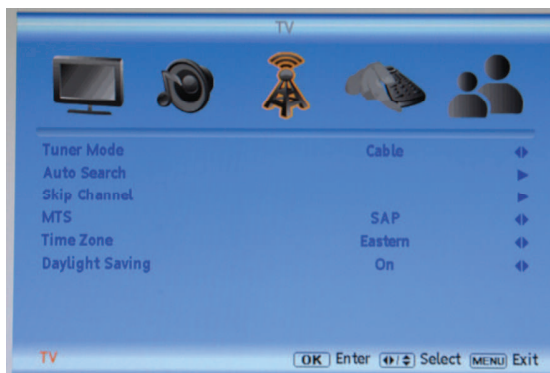 TV
Tuner Mode Cable
Auto Search
Skip Channel
MTS SAP
Time Zone Eastern
Daylight Saving On
TV OK Enter Select MENU Exit